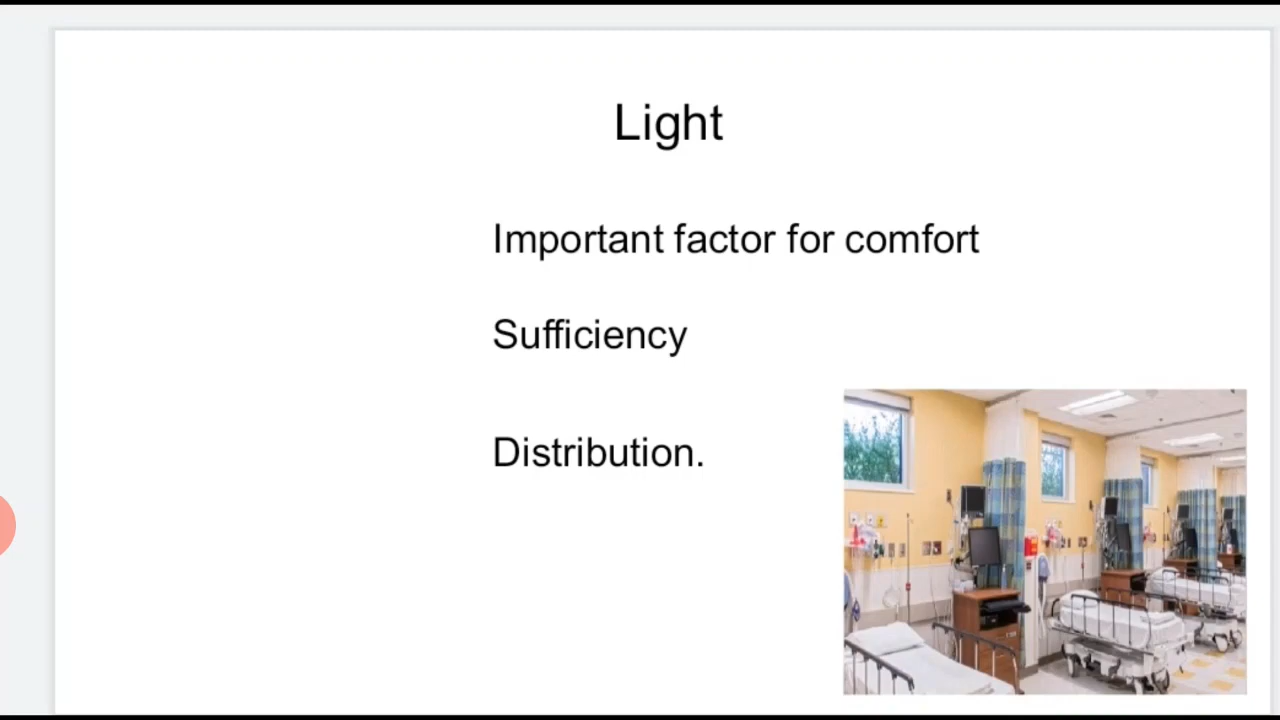 Light
Important factor for comfort
Sufficiency
Distribution.